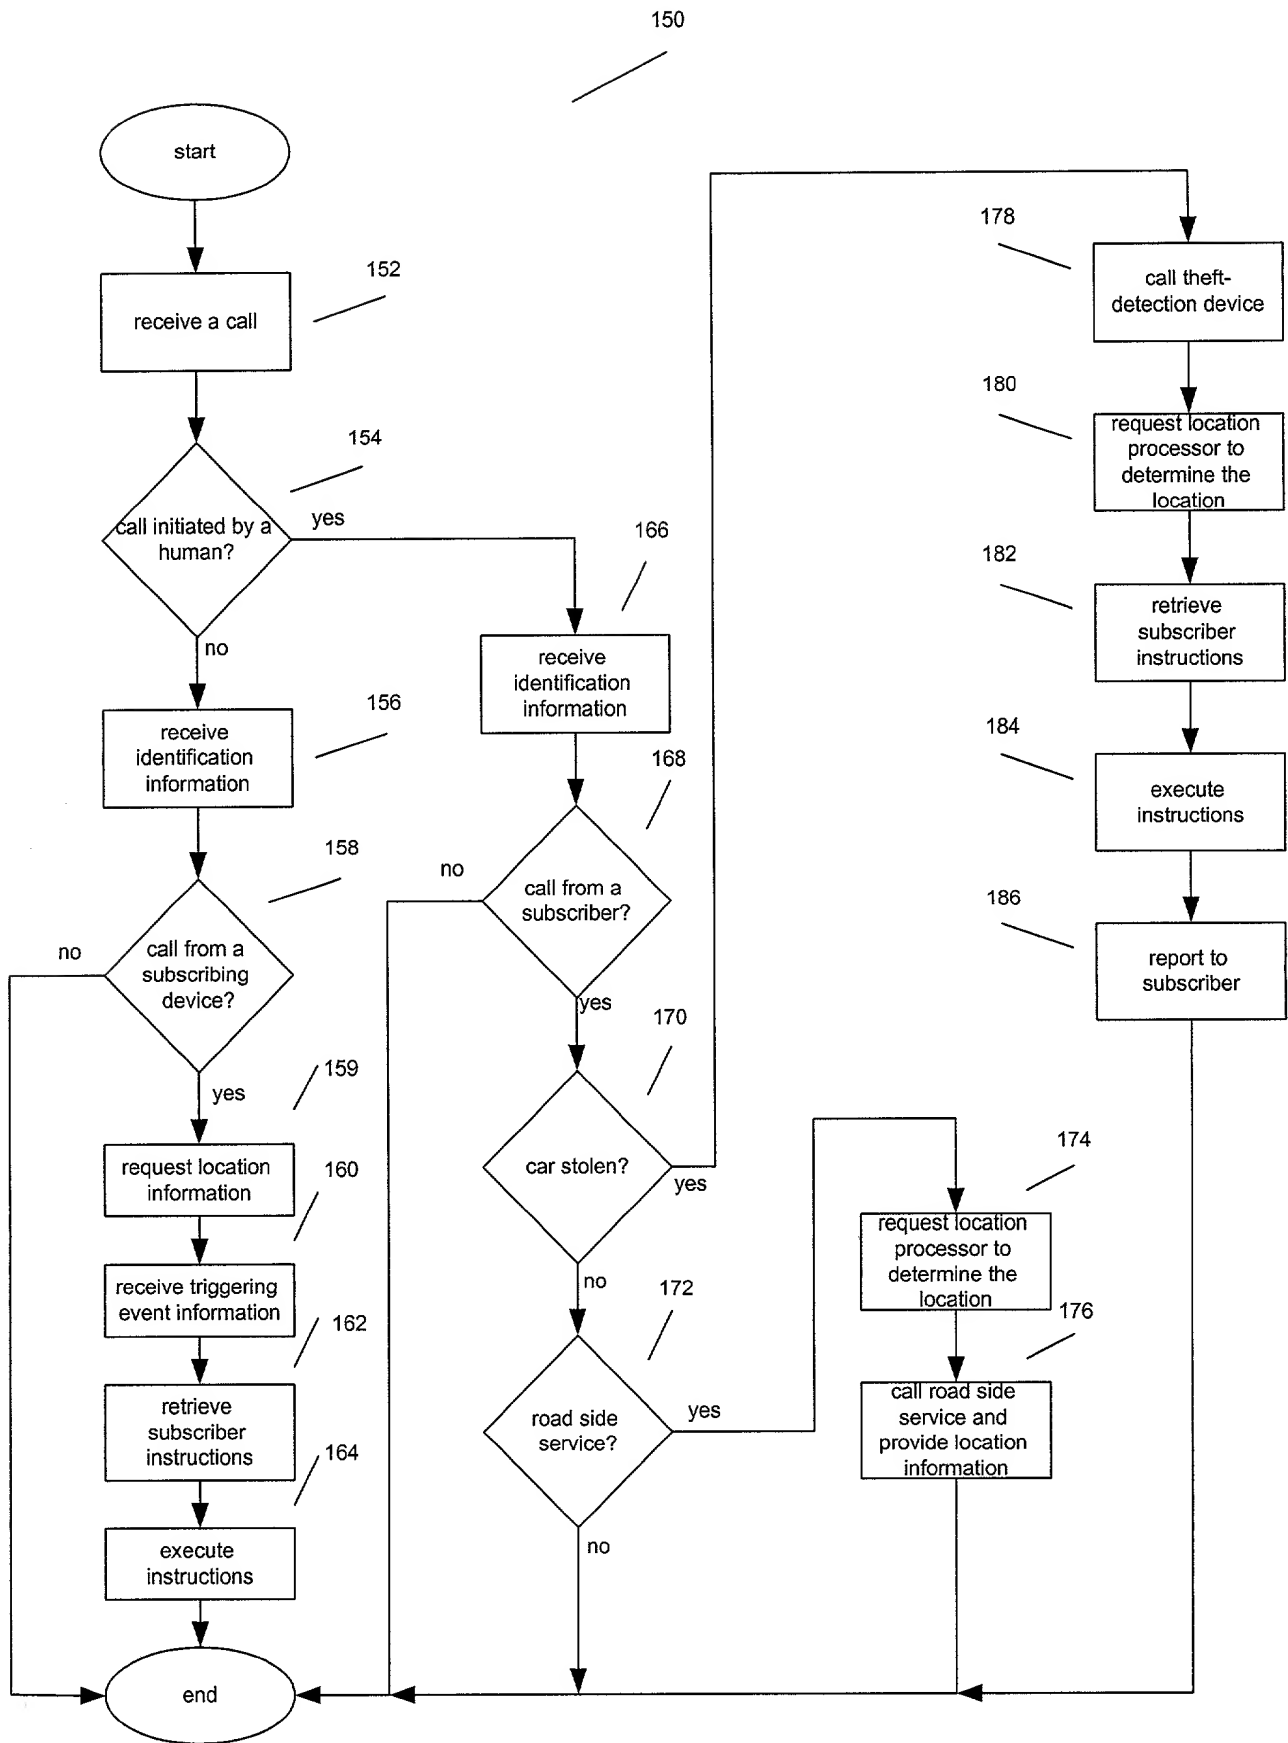 150
start
152
receive a call
154
call initiated by a
human?
yes
no
156
receive
identification
information
158
call from a
subscribing
device?
no
yes
159
request location
information
160
receive triggering
event information
162
retrieve
subscriber
instructions
164
execute
instructions
end
166
receive
identification
information
168
call from a
subscriber?
no
yes
170
car stolen?
yes
no
172
road side
service?
yes
no
174
request location
processor to
determine the
location
176
call road side
service and
provide location
information
178
call theft-
detection device
180
request location
processor to
determine the
location
182
retrieve
subscriber
instructions
184
execute
instructions
186
report to
subscriber